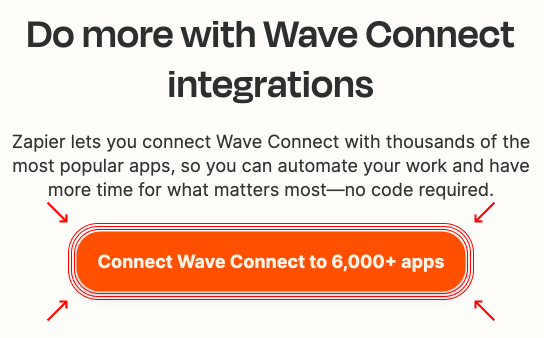 Do more with Wave Connect
integrations
Zapier lets you connect Wave Connect with thousands of the
most popular apps, so you can automate your work and have
more time for what matters most—no code required.
Connect Wave Connect to 6,000+ apps